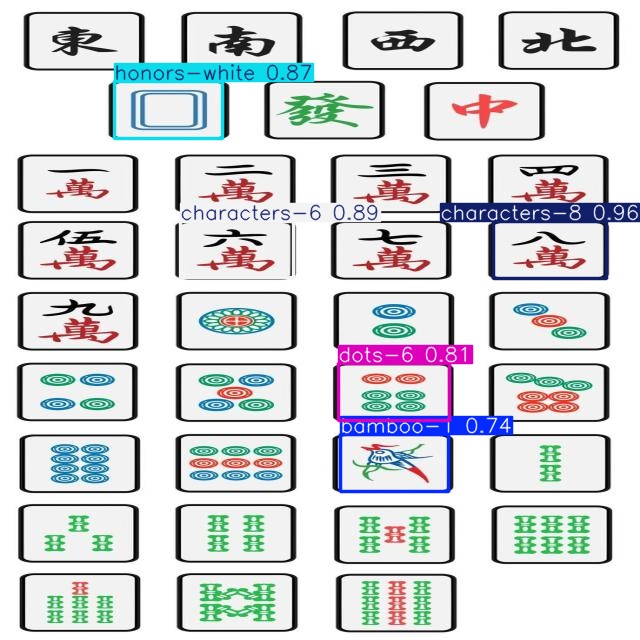 東 南 西 北
honors-white 0.87
發 中
一萬 二萬 三萬 四萬
characters-6 0.89 characters-8 0.96
伍萬 六萬 七萬 八萬
九萬
dots-6 0.81
bamboo-1 0.74